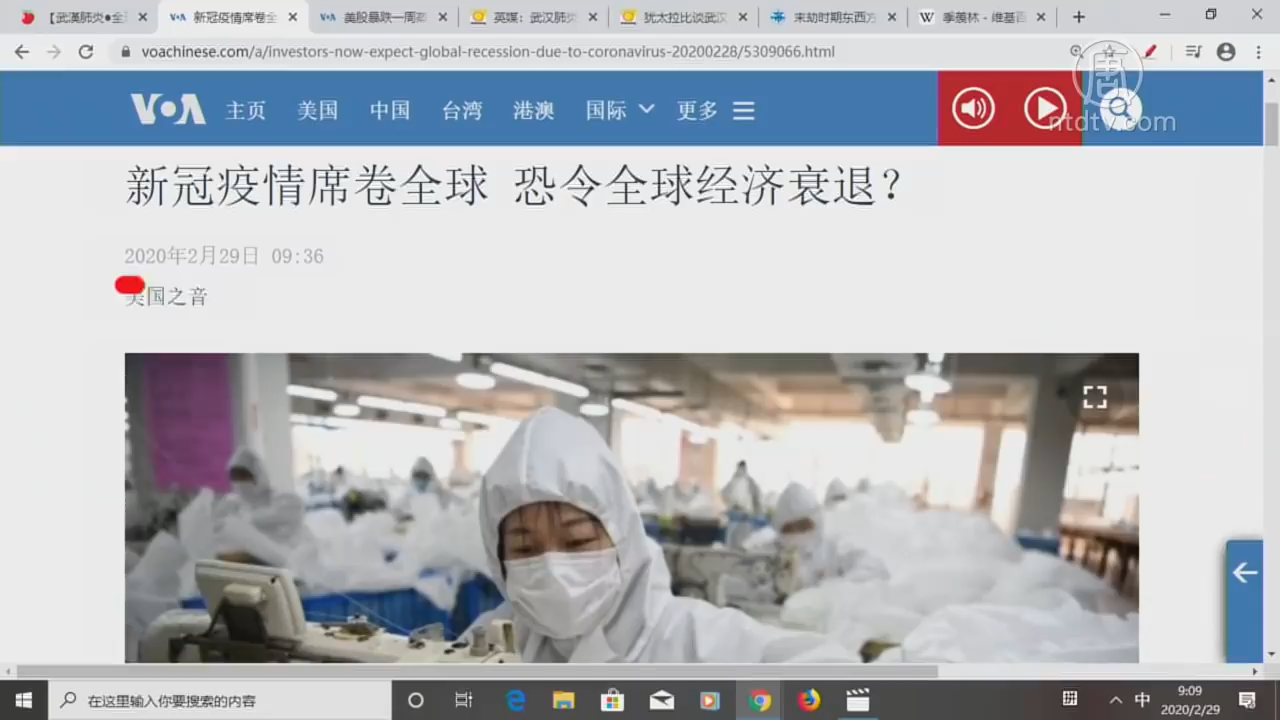 【武漢肺炎●全
新冠疫情席卷全
美股暴跌一周
英媒：武汉肺炎
犹太拉比谈武汉
末劫时期东西方
季羡林 - 维基百
voachinese.com/a/investors-now-expect-global-recession-due-to-coronavirus-20200228/5309066.html
VOA 主页 美国 中国 台湾 港澳 国际 更多
唐
ntdtv.com
新冠疫情席卷全球 恐令全球经济衰退?
2020年2月29日 09:36
美国之音
在这里输入你要搜索的内容
中
9:09
2020/2/29